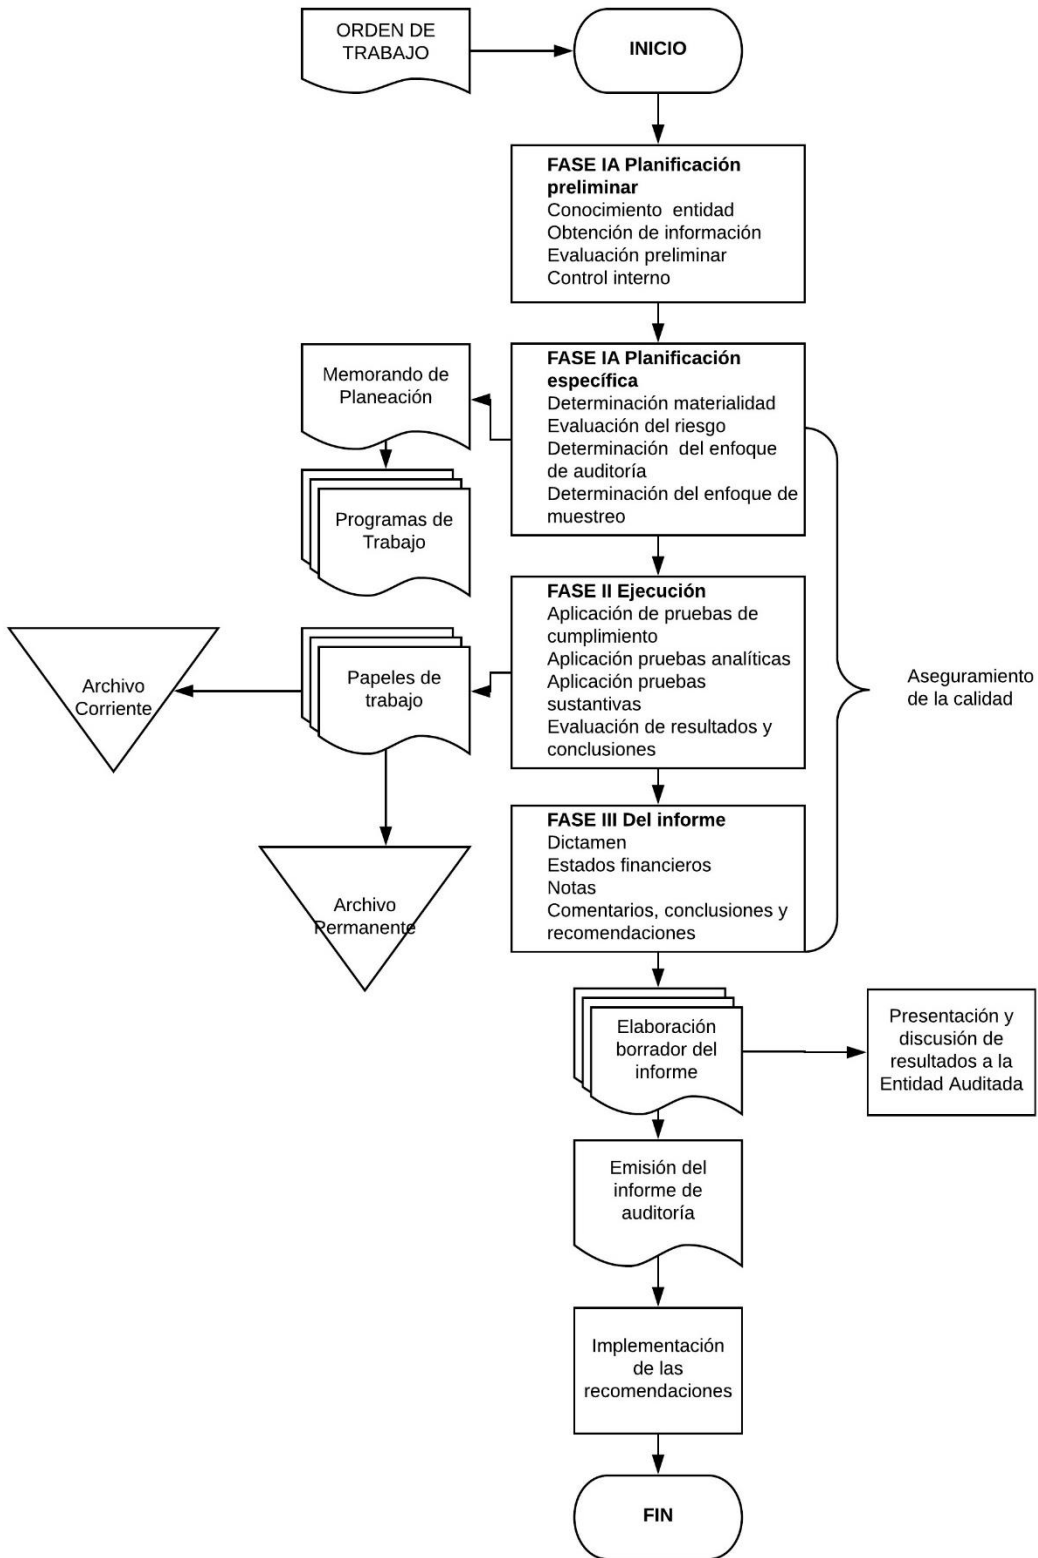 ORDEN DE
TRABAJO
INICIO
FASE IA Planificación
preliminar
Conocimiento entidad
Obtención de información
Evaluación preliminar
Control interno
Memorando de
Planeación
FASE IA Planificación
específica
Determinación materialidad
Evaluación del riesgo
Determinación del enfoque
de auditoría
Determinación del enfoque de
muestreo
Programas de
Trabajo
FASE II Ejecución
Aplicación de pruebas de
cumplimiento
Aplicación pruebas analíticas
Aplicación pruebas
sustantivas
Evaluación de resultados y
conclusiones
Papeles de
trabajo
Archivo
Corriente
Aseguramiento
de la calidad
Archivo
Permanente
FASE III Del informe
Dictamen
Estados financieros
Notas
Comentarios, conclusiones y
recomendaciones
Elaboración
borrador del
informe
Presentación y
discusión de
resultados a la
Entidad Auditada
Emisión del
informe de
auditoría
Implementación
de las
recomendaciones
FIN